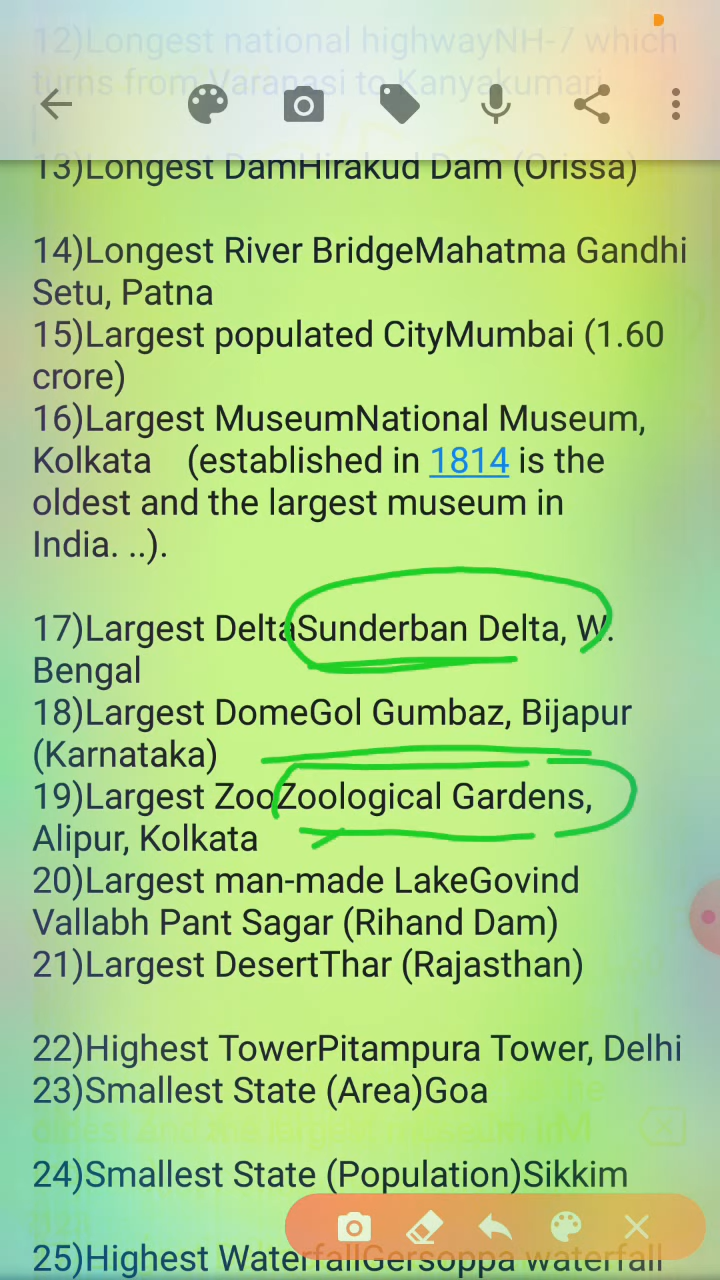 12)Longest national highwayNH-7 which
turns from Varanasi to Kanyakumari
13)Longest DamHirakud Dam (Orissa)
14)Longest River BridgeMahatma Gandhi
Setu, Patna
15)Largest populated CityMumbai (1.60
crore)
16)Largest MuseumNational Museum,
Kolkata (established in 1814 is the
oldest and the largest museum in
India. ..).
17)Largest DeltaSunderban Delta, W.
Bengal
18)Largest DomeGol Gumbaz, Bijapur
(Karnataka)
19)Largest ZooZoological Gardens,
Alipur, Kolkata
20)Largest man-made LakeGovind
Vallabh Pant Sagar (Rihand Dam)
21)Largest DesertThar (Rajasthan)
22)Highest TowerPitampura Tower, Delhi
23)Smallest State (Area)Goa
24)Smallest State (Population)Sikkim
25)Highest WaterfallGersoppa waterfall